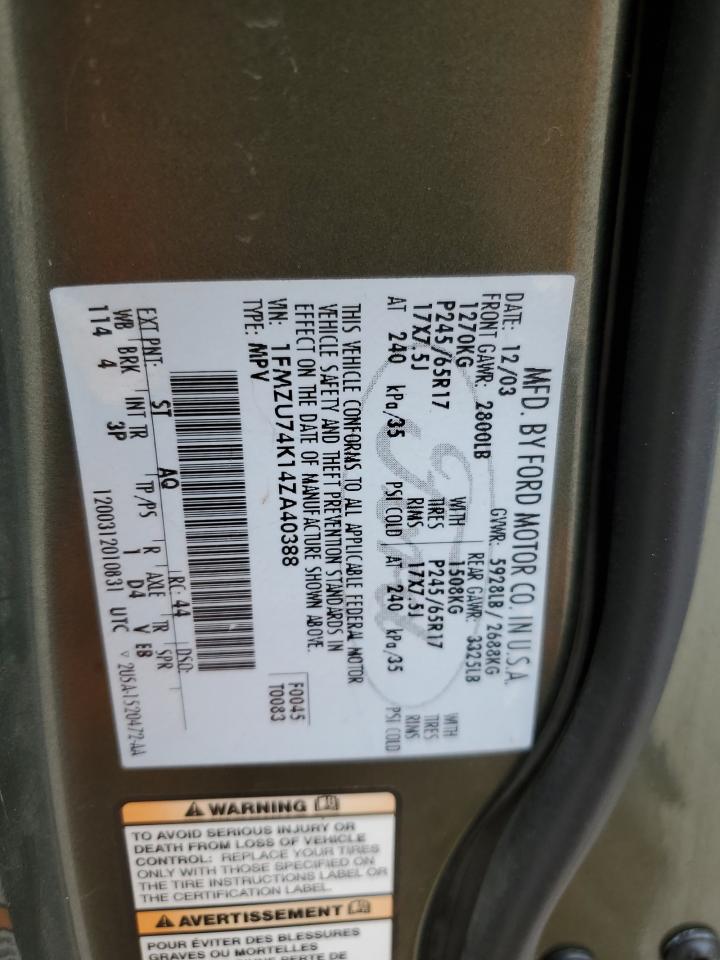 MFD. BY FORD MOTOR CO. IN U.S.A.
DATE: 12/03 GVWR: 5928LB / 2688KG
FRONT GAWR: 2800LB REAR GAWR: 3325LB
1270KG WITH 1508KG WITH
P245/65R17 TIRES P245/65R17 TIRES
17X7.5J RIMS 17X7.5J RIMS
AT 240 kPa/35 PSI COLD AT 240 kPa/35 PSI COLD
THIS VEHICLE CONFORMS TO ALL APPLICABLE FEDERAL MOTOR
VEHICLE SAFETY AND THEFT PREVENTION STANDARDS IN
EFFECT ON THE DATE OF MANUFACTURE SHOWN ABOVE.
VIN: 1FMZU74K14ZA40388 F0045
TYPE: MPV T0083
EXT PNT: ST AQ RC: 44 DSO:
WB BRK INT TR TP/PS R AXLE TR SPR
114 4 3P 1 D4 V EB
12003120 10831 UTC ▽ 20SA-1520472-AA
⚠ WARNING
TO AVOID SERIOUS INJURY OR
DEATH FROM LOSS OF VEHICLE
CONTROL: REPLACE YOUR TIRES
ONLY WITH THOSE SPECIFIED ON
THE TIRE INSTRUCTIONS LABEL OR
THE CERTIFICATION LABEL.
⚠ AVERTISSEMENT
POUR ÉVITER DES BLESSURES
GRAVES OU MORTELLES